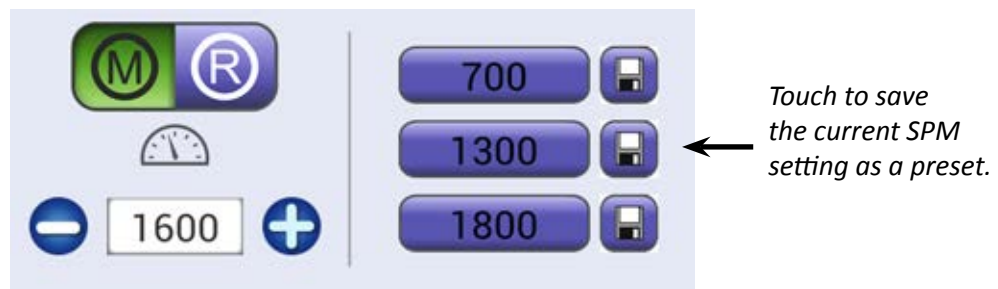 M R
1600
700
1300
1800
Touch to save
the current SPM
setting as a preset.